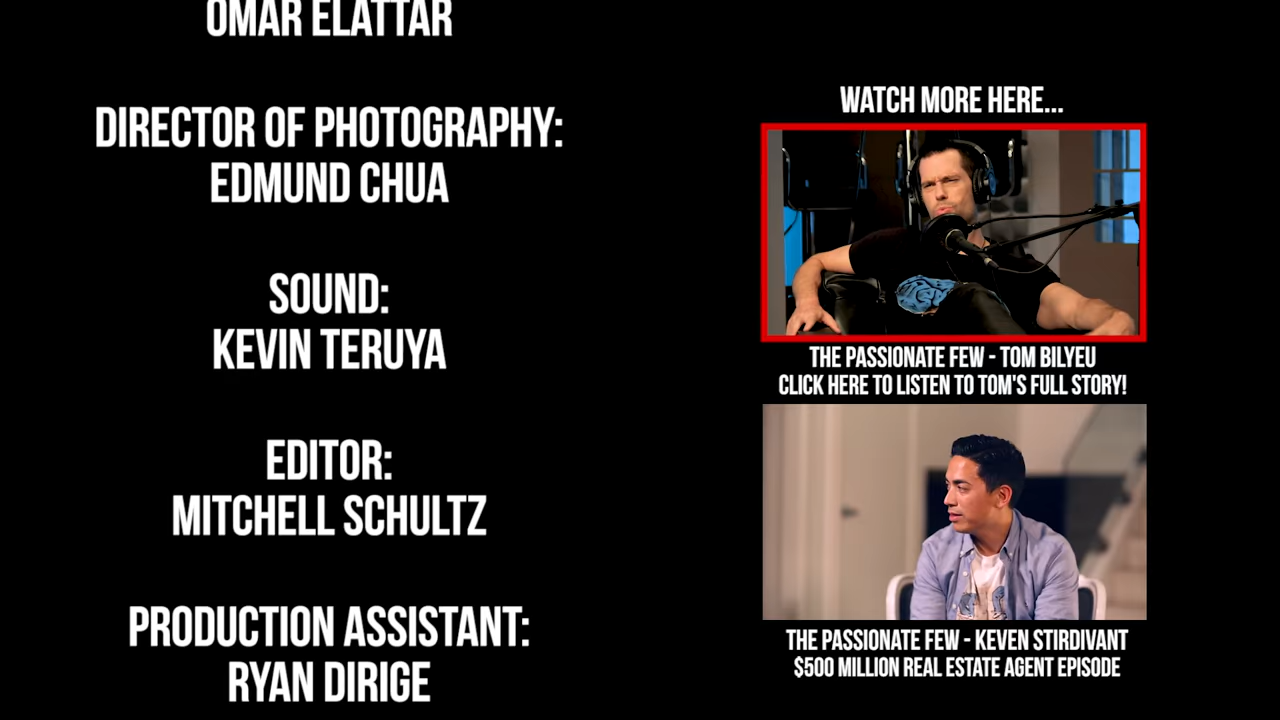 OMAR ELATTAR
DIRECTOR OF PHOTOGRAPHY:
EDMUND CHUA
SOUND:
KEVIN TERUYA
EDITOR:
MITCHELL SCHULTZ
PRODUCTION ASSISTANT:
RYAN DIRIGE
WATCH MORE HERE...
THE PASSIONATE FEW - TOM BILYEU
CLICK HERE TO LISTEN TO TOM'S FULL STORY!
THE PASSIONATE FEW - KEVEN STIRDIVANT
$500 MILLION REAL ESTATE AGENT EPISODE